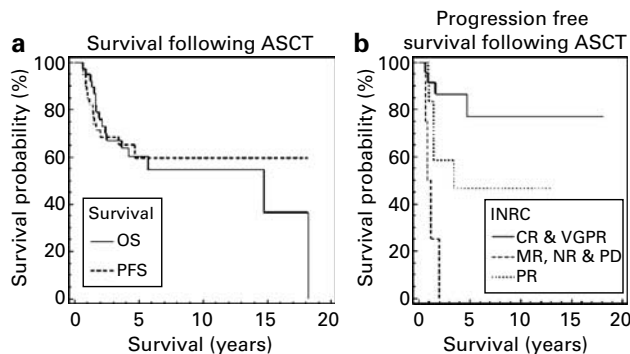 a
Survival following ASCT
Survival probability (%)
100
80
60
40
20
0
Survival
OS
PFS
0 5 10 15 20
Survival (years)
b
Progression free
survival following ASCT
Survival probability (%)
100
80
60
40
20
0
INRC
CR & VGPR
MR, NR & PD
PR
0 5 10 15 20
Survival (years)